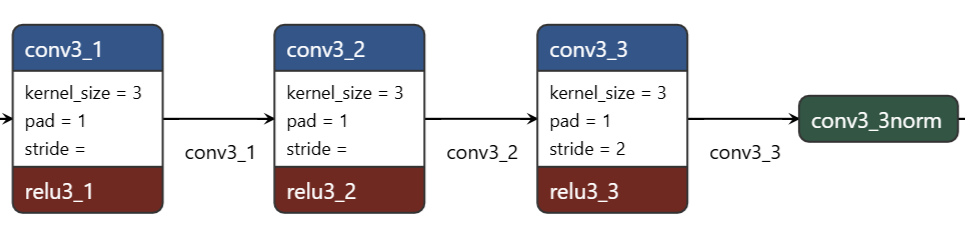 conv3_1
kernel_size = 3
pad = 1
stride =
relu3_1
conv3_1
conv3_2
kernel_size = 3
pad = 1
stride =
relu3_2
conv3_2
conv3_3
kernel_size = 3
pad = 1
stride = 2
relu3_3
conv3_3
conv3_3norm